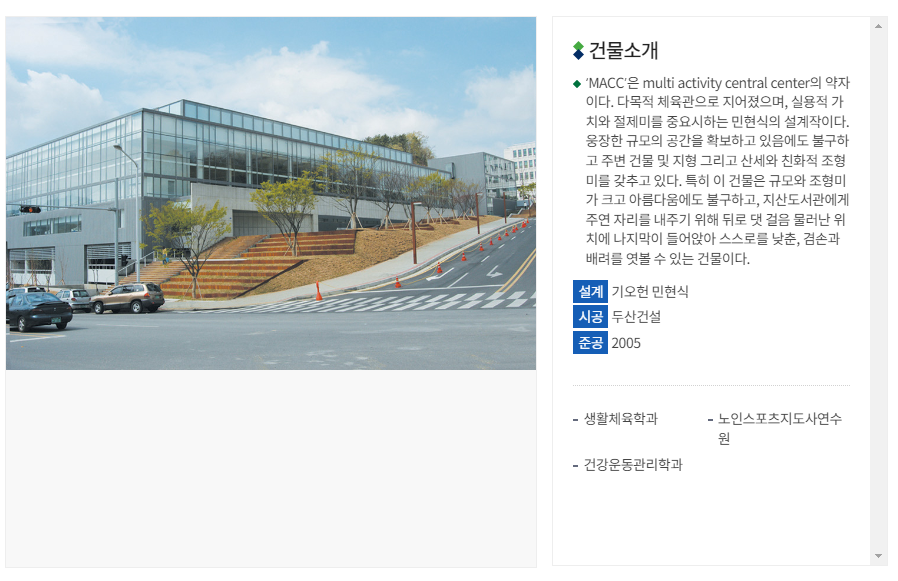 건물소개
'MACC'은 multi activity central center의 약자
이다. 다목적 체육관으로 지어졌으며, 실용적 가
치와 절제미를 중요시하는 민현식의 설계작이다.
웅장한 규모의 공간을 확보하고 있음에도 불구하
고 주변 건물 및 지형 그리고 산세와 친화적 조형
미를 갖추고 있다. 특히 이 건물은 규모와 조형미
가 크고 아름다움에도 불구하고, 지산도서관에게
주연 자리를 내주기 위해 뒤로 댓 걸음 물러난 위
치에 나지막이 들어앉아 스스로를 낮춘, 겸손과
배려를 엿볼 수 있는 건물이다.
설계 기오헌 민현식
시공 두산건설
준공 2005
- 생활체육학과
- 노인스포츠지도사연수
원
- 건강운동관리학과